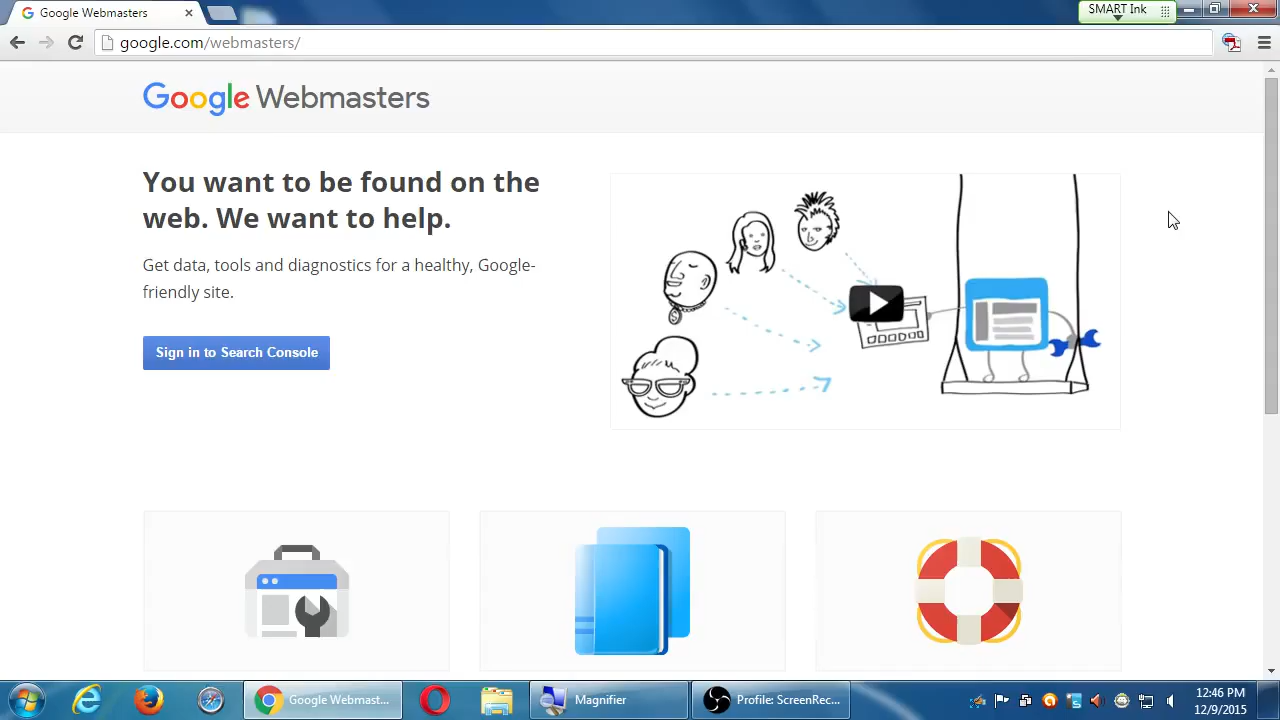 Google Webmasters
SMART Ink
google.com/webmasters/
Google Webmasters
You want to be found on the
web. We want to help.
Get data, tools and diagnostics for a healthy, Google-
friendly site.
Sign in to Search Console
Google Webmast...
Magnifier
Profile: ScreenRec...
12:46 PM
12/9/2015